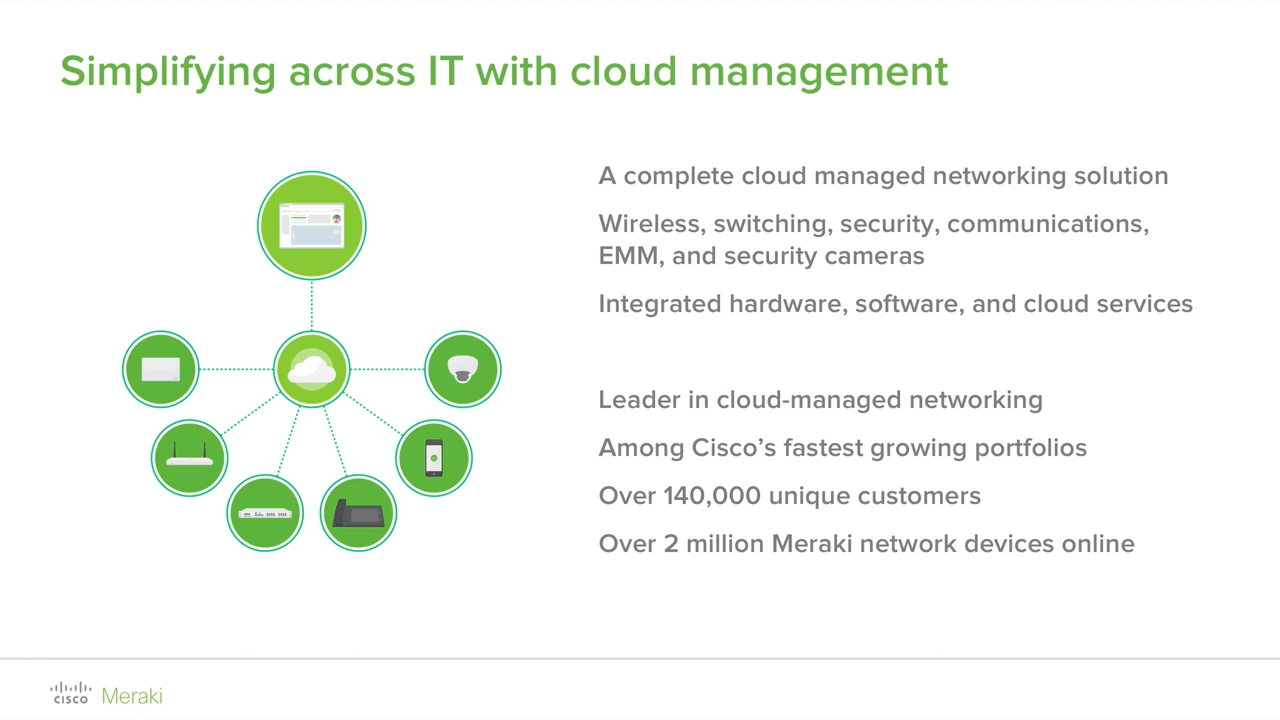 Simplifying across IT with cloud management
A complete cloud managed networking solution
Wireless, switching, security, communications,
EMM, and security cameras
Integrated hardware, software, and cloud services
Leader in cloud-managed networking
Among Cisco’s fastest growing portfolios
Over 140,000 unique customers
Over 2 million Meraki network devices online
cisco Meraki